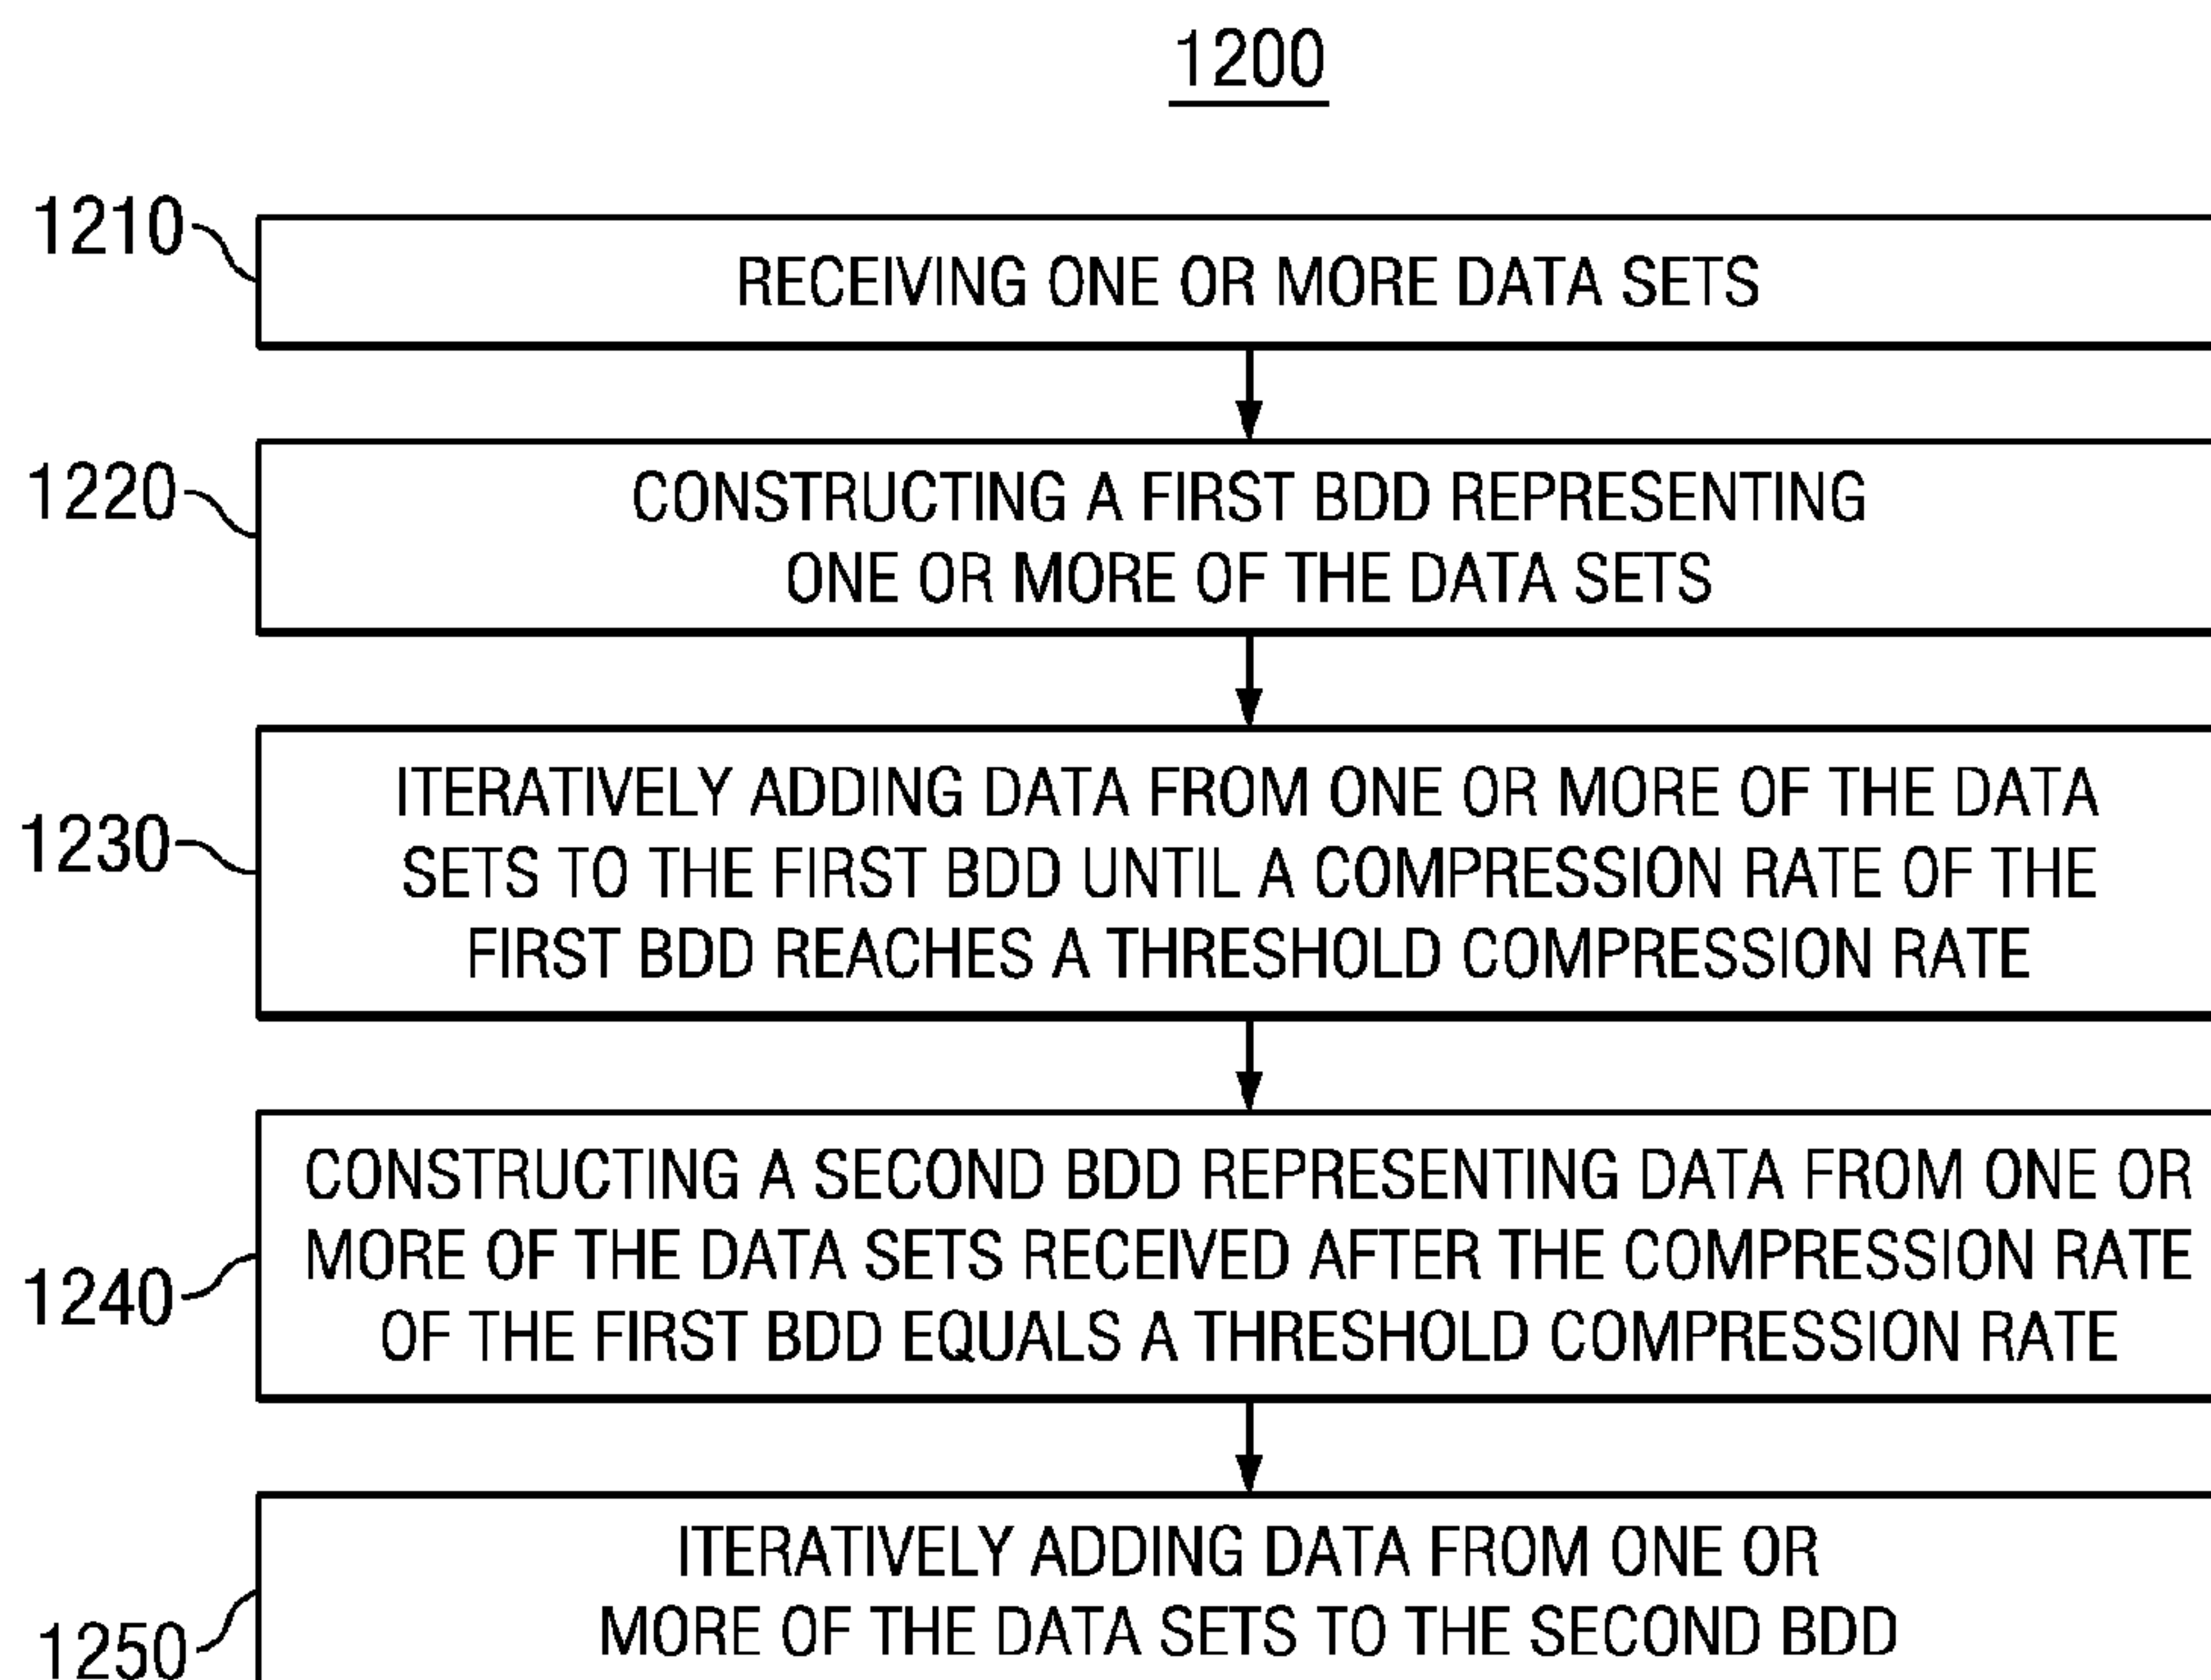 1200
1210
RECEIVING ONE OR MORE DATA SETS
1220
CONSTRUCTING A FIRST BDD REPRESENTING
ONE OR MORE OF THE DATA SETS
1230
ITERATIVELY ADDING DATA FROM ONE OR MORE OF THE DATA
SETS TO THE FIRST BDD UNTIL A COMPRESSION RATE OF THE
FIRST BDD REACHES A THRESHOLD COMPRESSION RATE
1240
CONSTRUCTING A SECOND BDD REPRESENTING DATA FROM ONE OR
MORE OF THE DATA SETS RECEIVED AFTER THE COMPRESSION RATE
OF THE FIRST BDD EQUALS A THRESHOLD COMPRESSION RATE
1250
ITERATIVELY ADDING DATA FROM ONE OR
MORE OF THE DATA SETS TO THE SECOND BDD